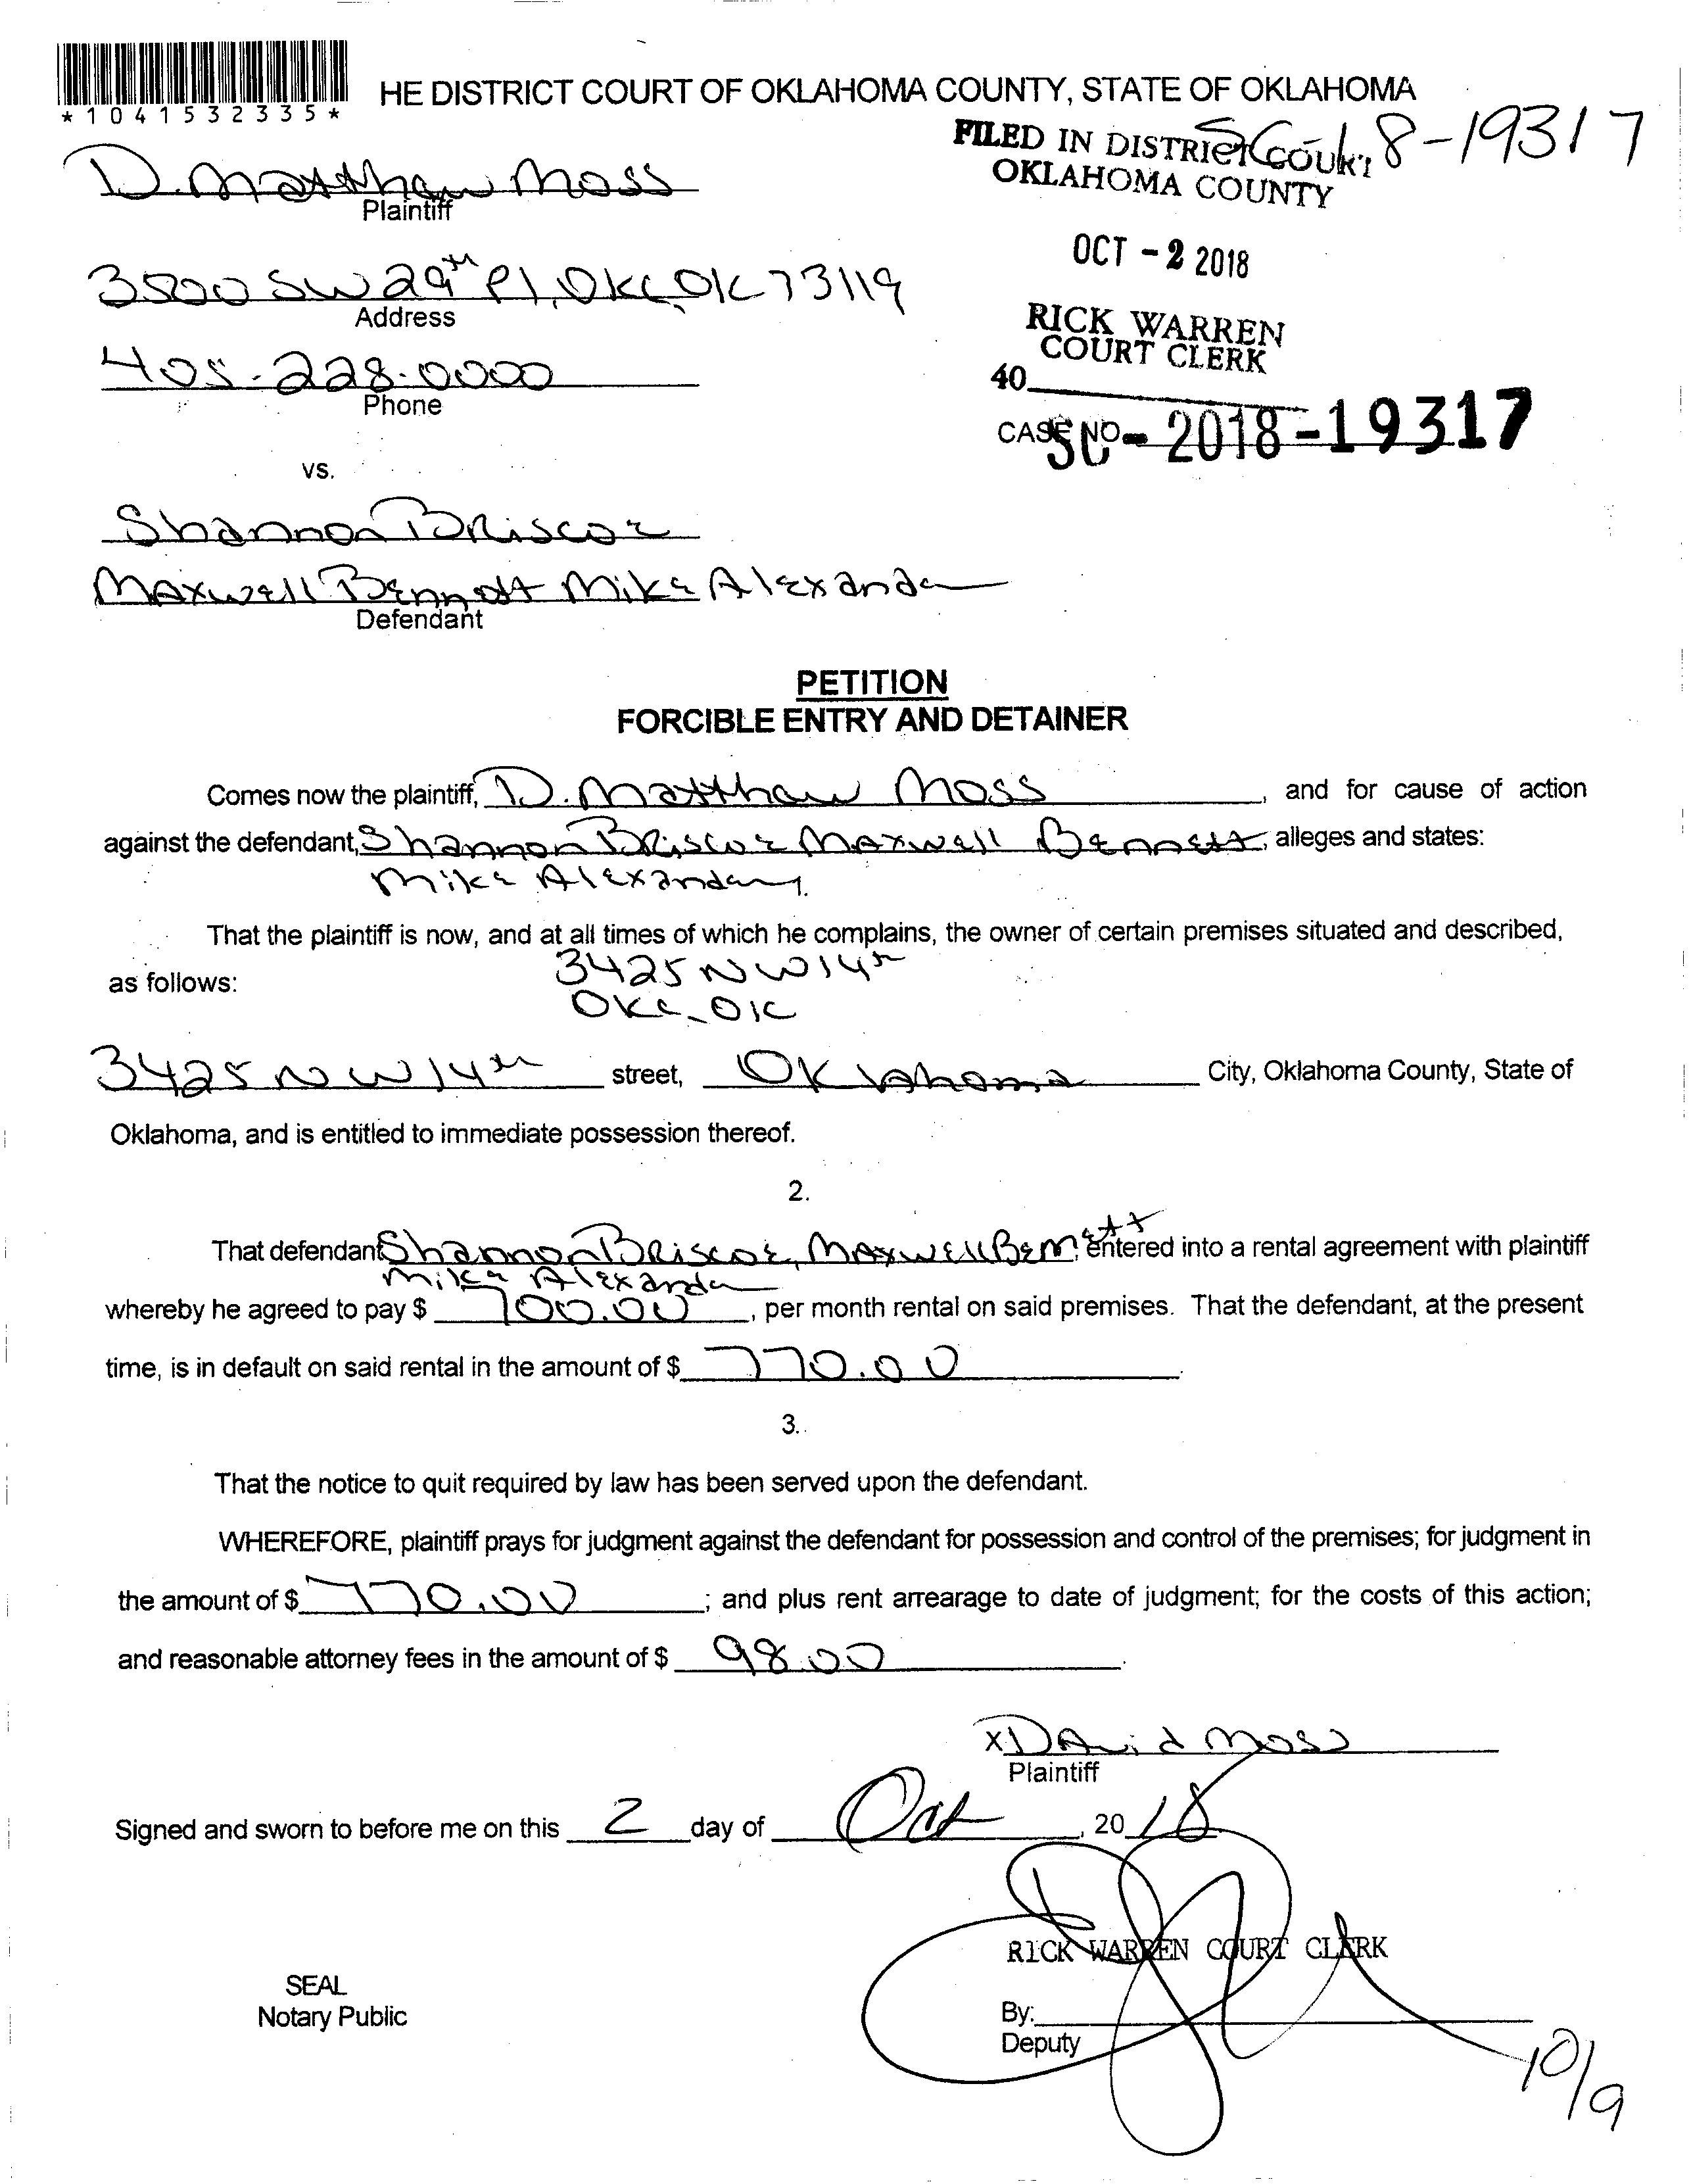 *1041532335*
HE DISTRICT COURT OF OKLAHOMA COUNTY, STATE OF OKLAHOMA
SC-18-19317
FILED IN DISTRICT COURT
OKLAHOMA COUNTY
D. Matthew Moss
Plaintiff
OCT - 2 2018
3500 SW 29th Pl, OKC, OK 73119
Address
RICK WARREN
COURT CLERK
405-228-0000
Phone
40
CASE NO.
SC - 2018 - 19317
vs.
Shannon Briscoe
Maxwell Bennett Mike Alexander
Defendant
PETITION
FORCIBLE ENTRY AND DETAINER
Comes now the plaintiff, D. Matthew Moss, and for cause of action
against the defendant, Shannon Briscoe Maxwell Bennett, alleges and states:
Mike Alexander 1.
That the plaintiff is now, and at all times of which he complains, the owner of certain premises situated and described,
as follows: 3425 NW 14th
OKC, OK
3425 NW 14th street, Oklahoma City, Oklahoma County, State of
Oklahoma, and is entitled to immediate possession thereof.
2.
That defendant Shannon Briscoe, Maxwell Bennett, entered into a rental agreement with plaintiff
Mike Alexander
whereby he agreed to pay $ 700.00, per month rental on said premises. That the defendant, at the present
time, is in default on said rental in the amount of $ 770.00.
3.
That the notice to quit required by law has been served upon the defendant.
WHEREFORE, plaintiff prays for judgment against the defendant for possession and control of the premises; for judgment in
the amount of $ 770.00; and plus rent arrearage to date of judgment; for the costs of this action;
and reasonable attorney fees in the amount of $ 98.00.
X David Moss
Plaintiff
Signed and sworn to before me on this 2 day of Oct, 20 18.
RICK WARREN COURT CLERK
SEAL
Notary Public
By:
Deputy
10/9